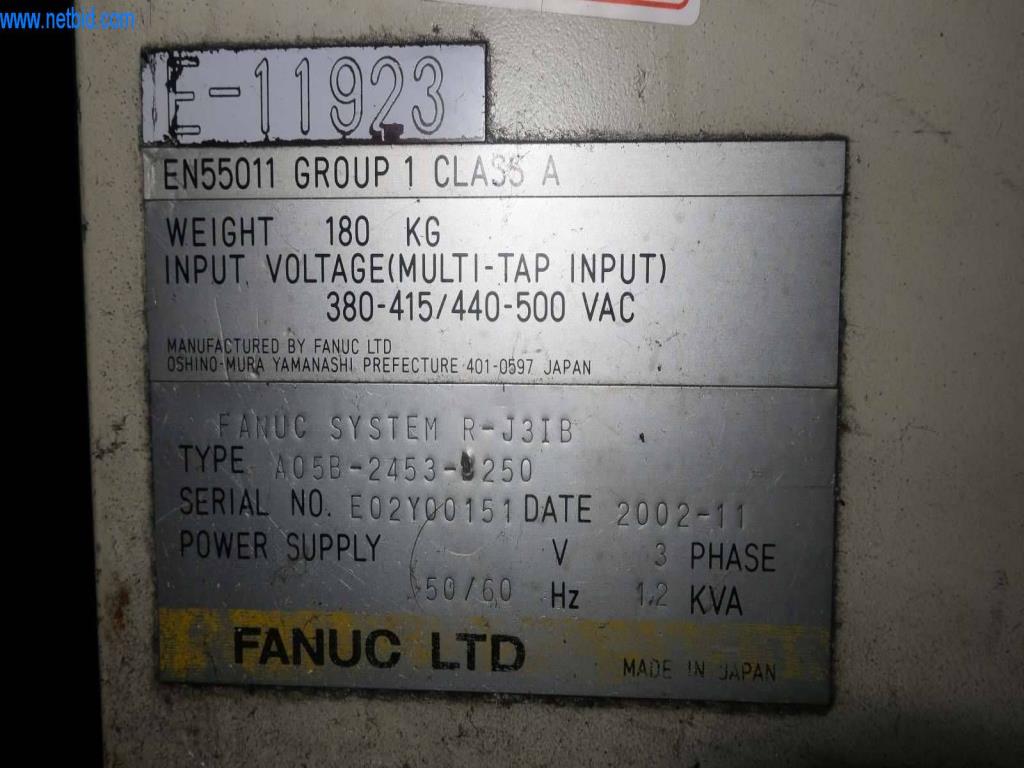 www.netbid.com
E-11923
EN55011 GROUP 1 CLASS A
WEIGHT 180 KG
INPUT VOLTAGE(MULTI-TAP INPUT)
380-415/440-500 VAC
MANUFACTURED BY FANUC LTD
OSHINO-MURA YAMANASHI PREFECTURE 401-0597 JAPAN
FANUC SYSTEM R-J3IB
TYPE
SERIAL NO. E02Y00151 DATE 2002-11
POWER SUPPLY V 3 PHASE
50/60 Hz 1.2 KVA
FANUC LTD
MADE IN JAPAN